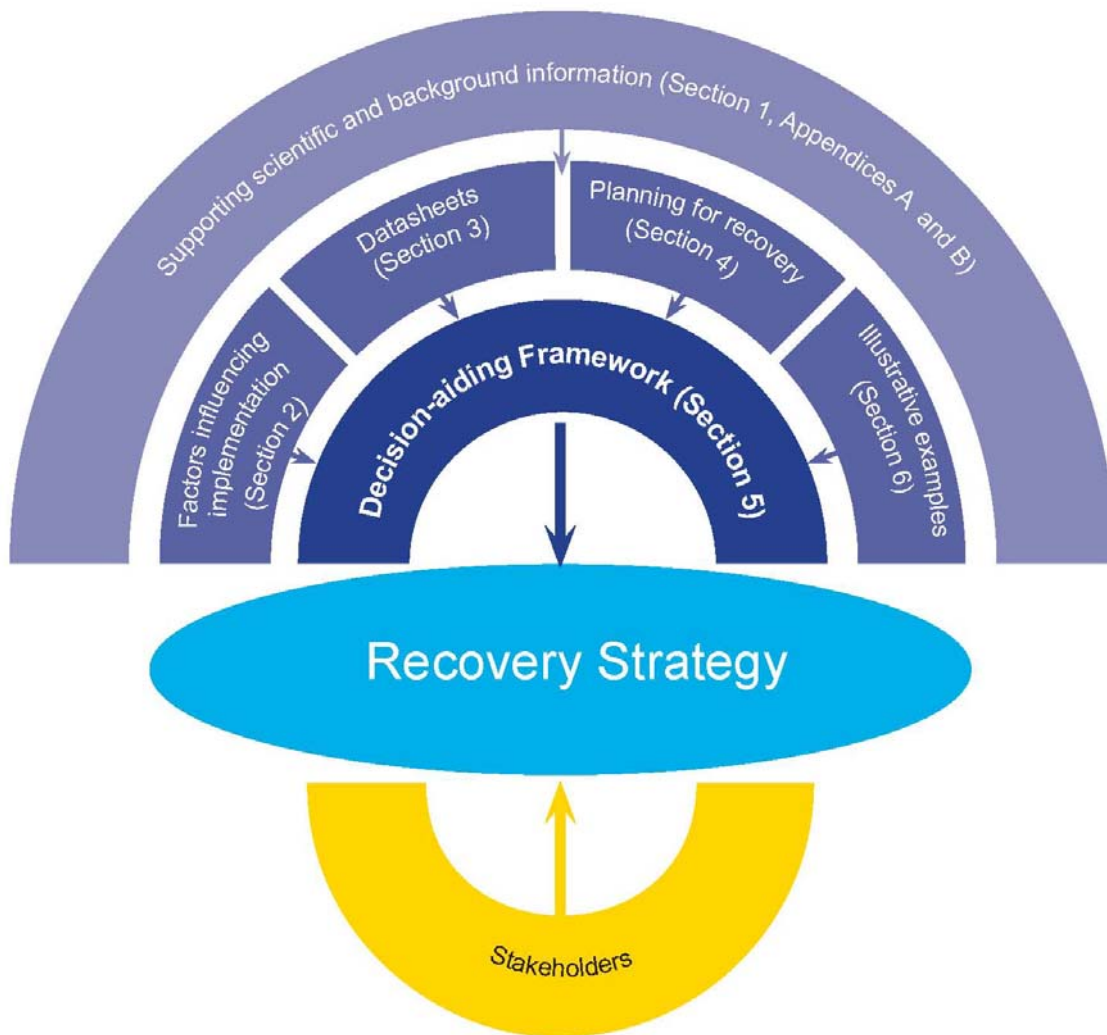 Supporting scientific and background information (Section 1, Appendices A and B)
Factors influencing
implementation
(Section 2)
Datasheets
(Section 3)
Planning for recovery
(Section 4)
Illustrative examples
(Section 6)
Decision-aiding Framework (Section 5)
Recovery Strategy
Stakeholders